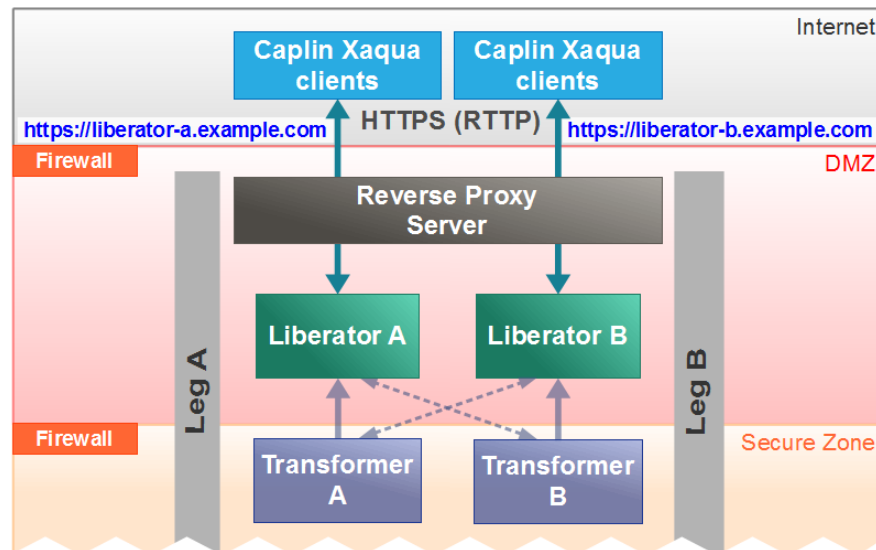 Internet
Caplin Xaqua
clients
Caplin Xaqua
clients
https://liberator-a.example.com
HTTPS (RTTP)
https://liberator-b.example.com
Firewall
DMZ
Reverse Proxy
Server
Leg A
Liberator A
Liberator B
Leg B
Firewall
Secure Zone
Transformer
A
Transformer
B